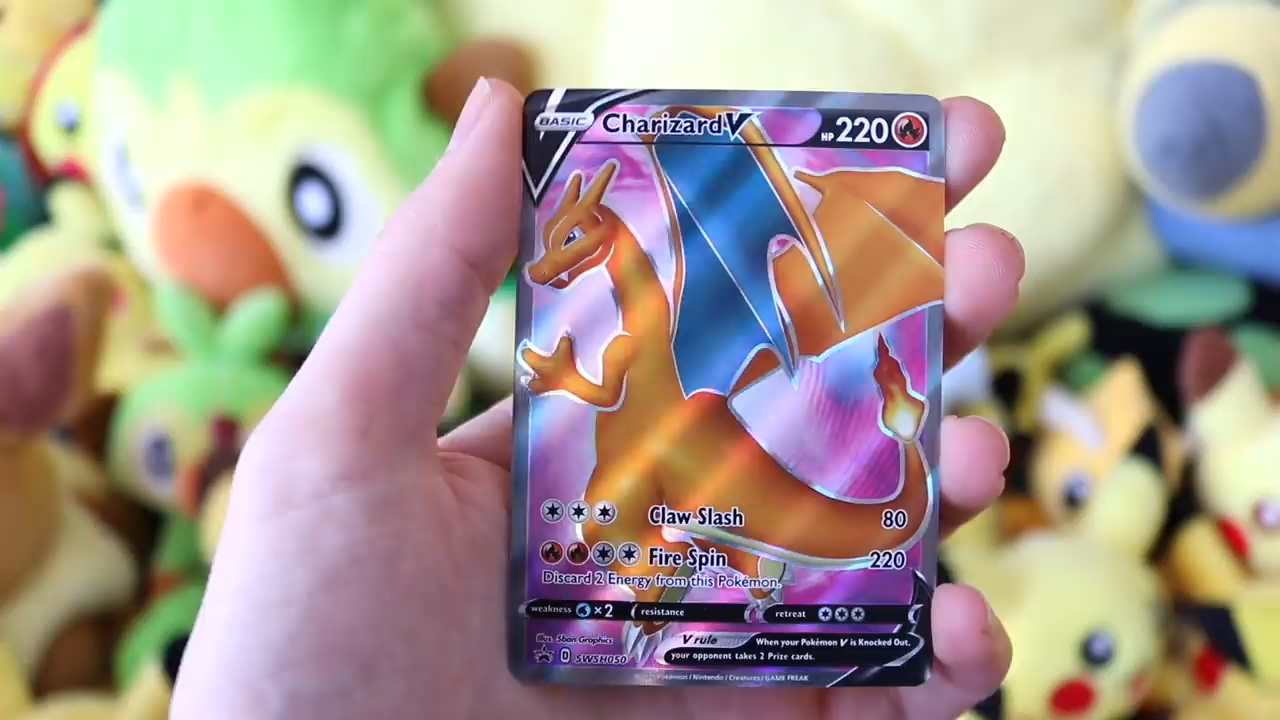 BASIC Charizard V HP 220
Claw Slash 80
Fire Spin 220
Discard 2 Energy from this Pokémon.
weakness ×2 resistance retreat
Illus. 5ban Graphics
D SWSH050
V rule When your Pokémon V is Knocked Out,
your opponent takes 2 Prize cards.
Pokémon / Nintendo / Creatures / GAME FREAK